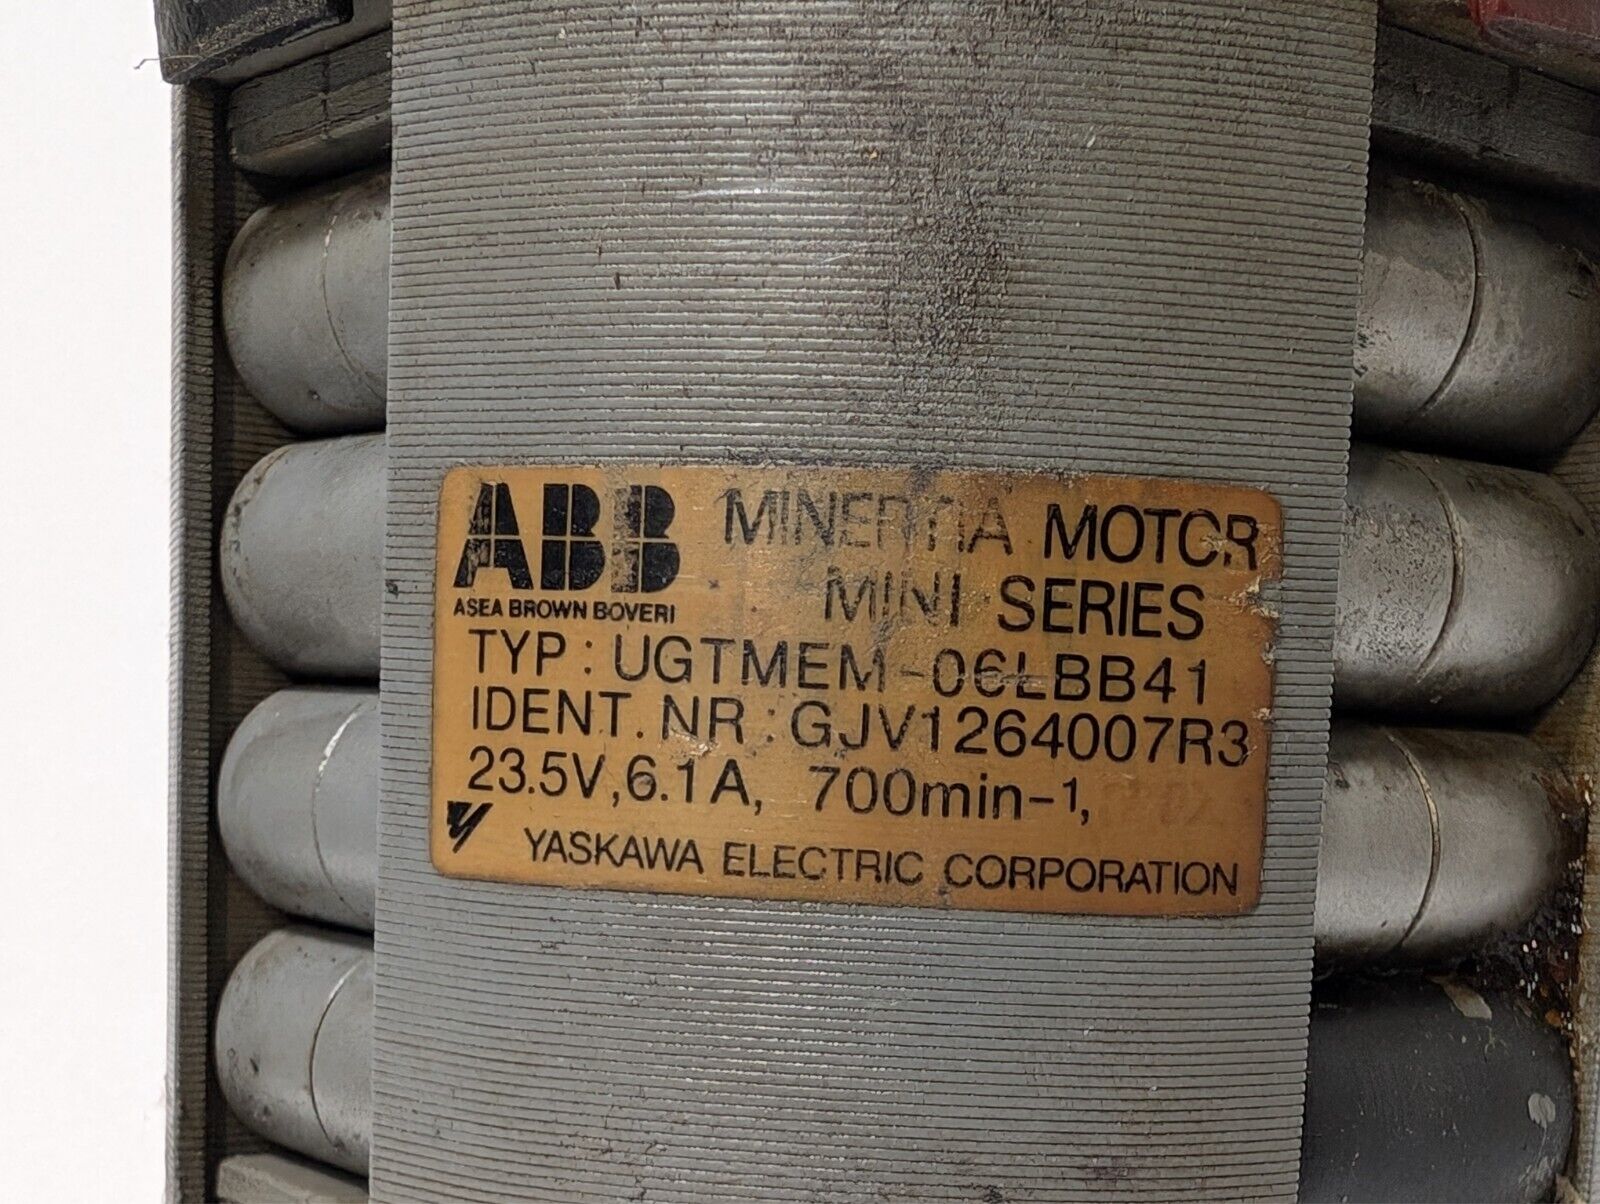 ABB MINERTIA MOTOR
ASEA BROWN BOVERI MINI SERIES
TYP: UGTMEM-06LBB41
IDENT. NR: GJV1264007R3
23.5V, 6.1A, 700min-1,
YASKAWA ELECTRIC CORPORATION